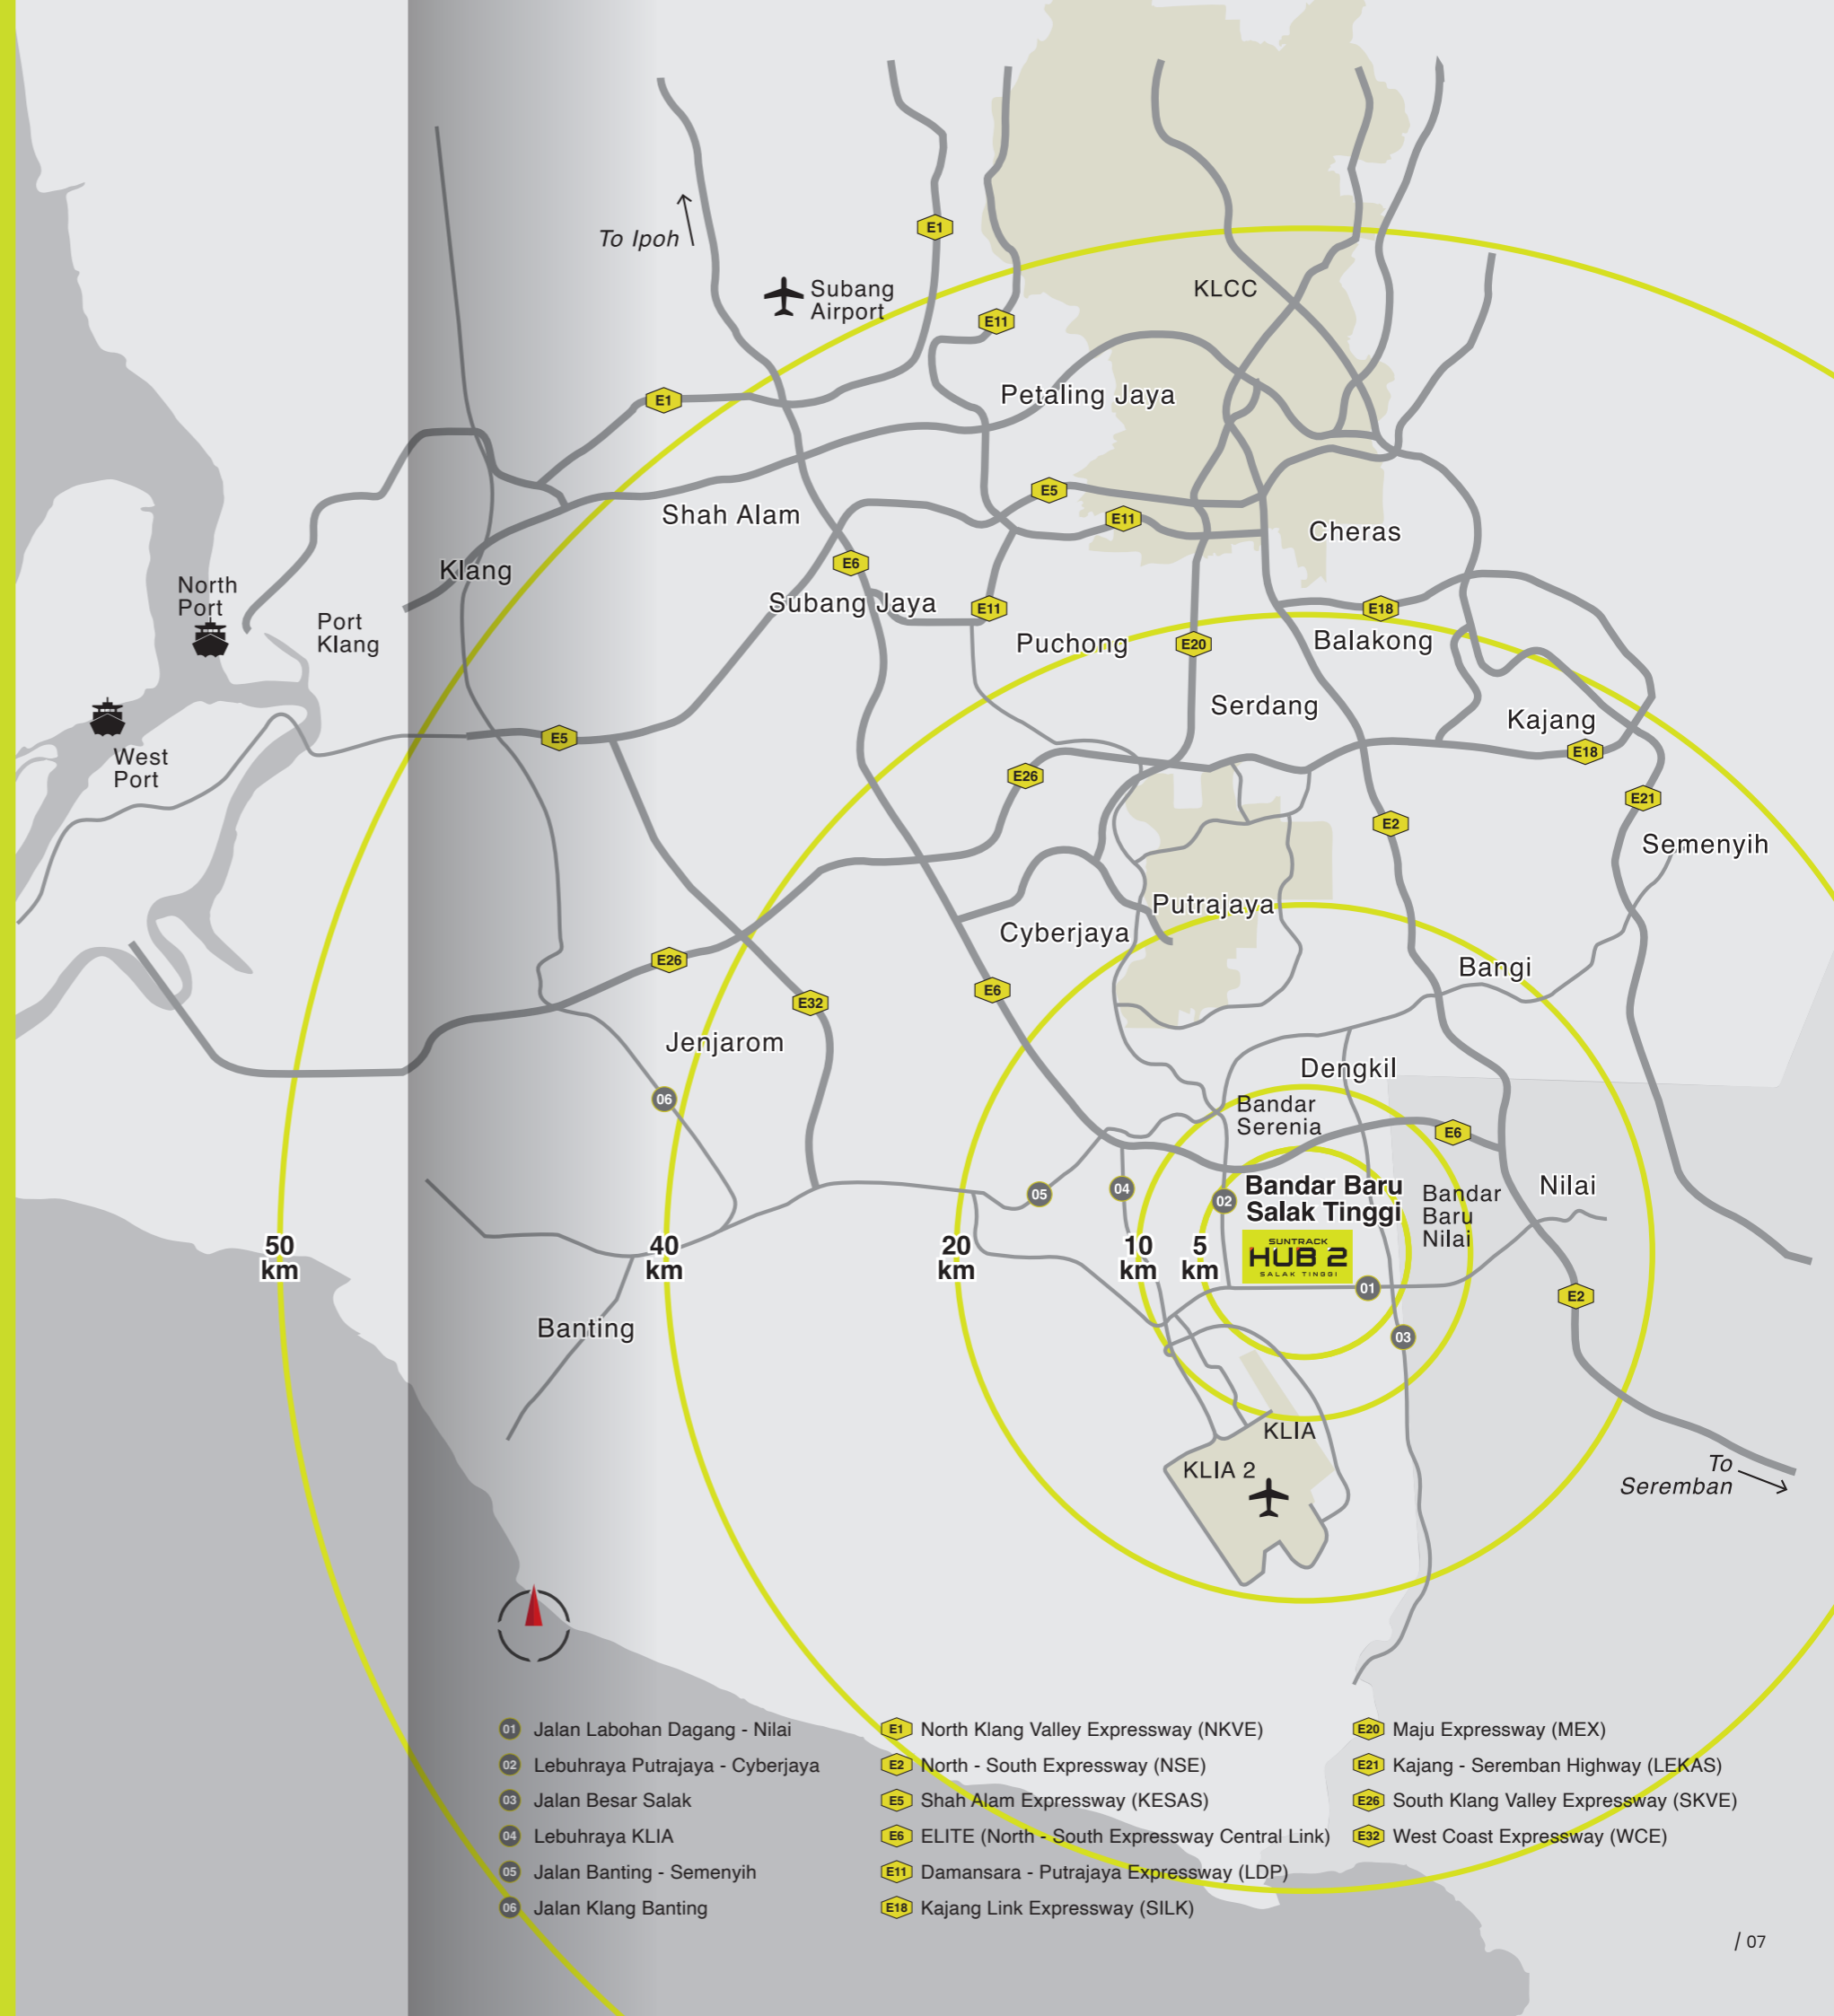 E1
To Ipoh
Subang
Airport
KLCC
E11
E1
Petaling Jaya
E5
Shah Alam
E11
Cheras
Klang
E6
North
Port
Subang Jaya
E11
E18
Port
Klang
Puchong
E20
Balakong
Serdang
Kajang
E5
E18
West
Port
E26
E21
E2
Semenyih
Putrajaya
Cyberjaya
E26
Bangi
E6
E32
Jenjarom
Dengkil
06
Bandar
Serenia
E6
Bandar Baru
Salak Tinggi
05
04
02
Bandar
Baru
Nilai
Nilai
50
km
40
km
20
km
10
km
5
km
SUNTRACK
HUB 2
SALAK TINGGI
01
E2
Banting
03
KLIA
KLIA 2
To
Seremban
01 Jalan Labohan Dagang - Nilai
02 Lebuhraya Putrajaya - Cyberjaya
03 Jalan Besar Salak
04 Lebuhraya KLIA
05 Jalan Banting - Semenyih
06 Jalan Klang Banting
E1 North Klang Valley Expressway (NKVE)
E2 North - South Expressway (NSE)
E5 Shah Alam Expressway (KESAS)
E6 ELITE (North - South Expressway Central Link)
E11 Damansara - Putrajaya Expressway (LDP)
E18 Kajang Link Expressway (SILK)
E20 Maju Expressway (MEX)
E21 Kajang - Seremban Highway (LEKAS)
E26 South Klang Valley Expressway (SKVE)
E32 West Coast Expressway (WCE)
/ 07